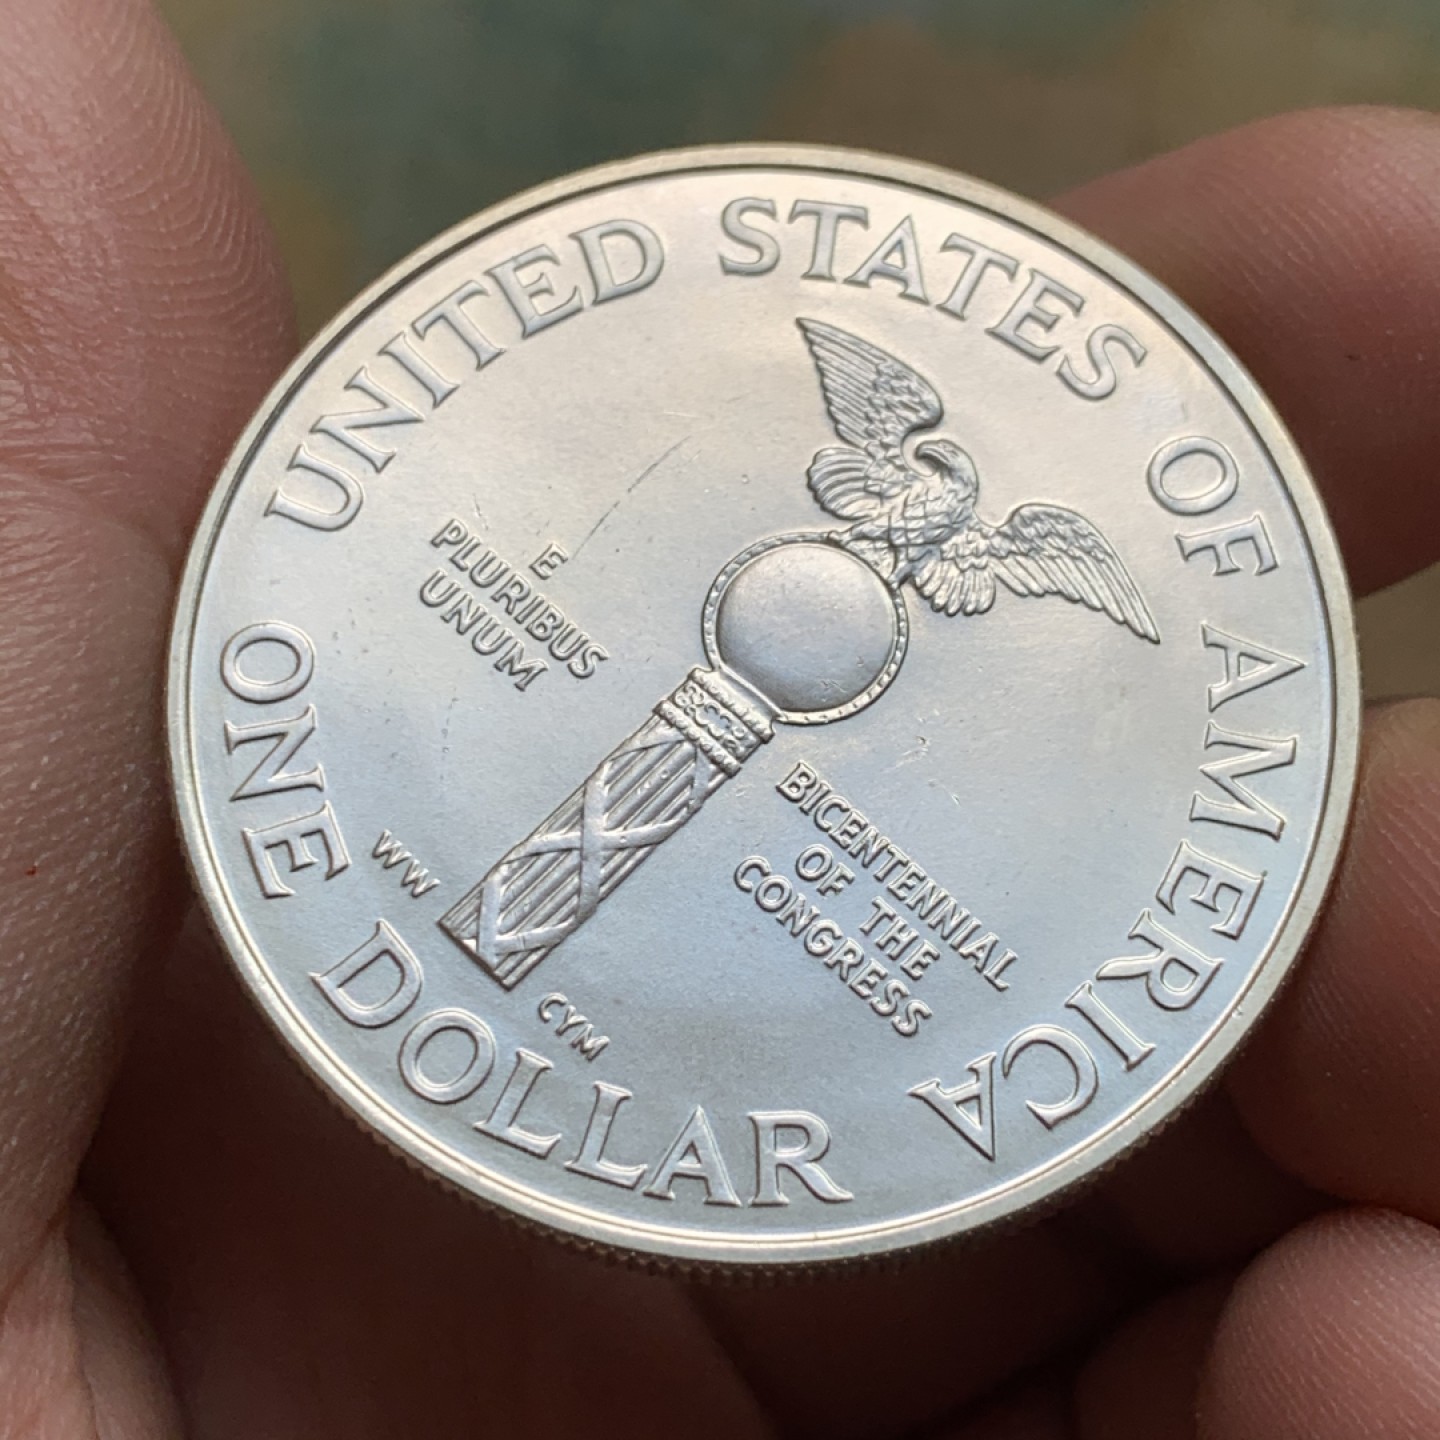 UNITED STATES OF AMERICA
E
PLURIBUS
UNUM
BICENTENNIAL
OF THE
CONGRESS
WW
CYM
ONE DOLLAR